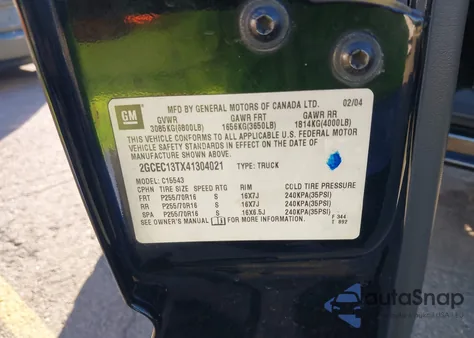 GM
MFD BY GENERAL MOTORS OF CANADA LTD. 02/04
GVWR GAWR FRT GAWR RR
3085KG(6800LB) 1656KG(3650LB) 1814KG(4000LB)
THIS VEHICLE CONFORMS TO ALL APPLICABLE U.S. FEDERAL MOTOR
VEHICLE SAFETY STANDARDS IN EFFECT ON THE DATE OF
MANUFACTURE SHOWN ABOVE.
2GCEC13TX41304021 TYPE: TRUCK
MODEL: C15543
CPHN TIRE SIZE SPEED RTG RIM COLD TIRE PRESSURE
FRT P255/70R16 S 16X7J 240KPA(35PSI)
RR P255/70R16 S 16X7J 240KPA(35PSI)
SPA P255/70R16 S 16X6.5J 240KPA(35PSI)
SEE OWNER'S MANUAL FOR MORE INFORMATION
F 344
T 992
autoSnap